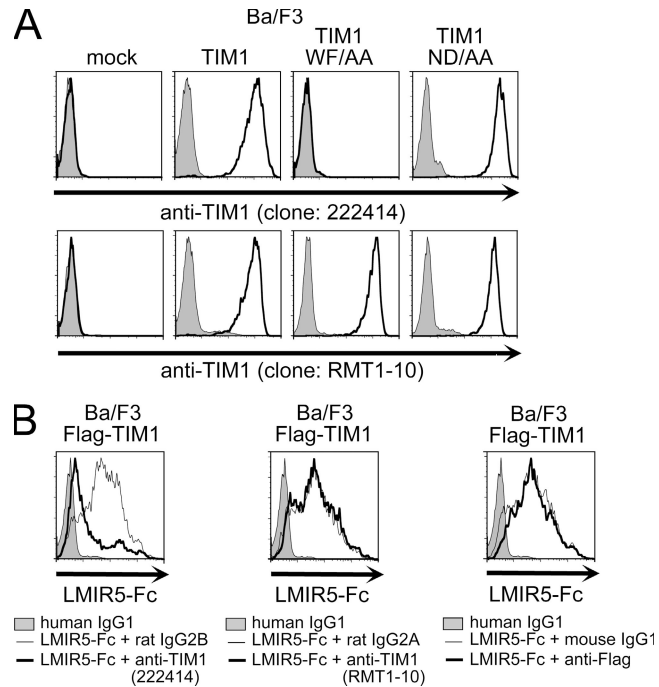 A
Ba/F3
mock
TIM1
TIM1
WF/AA
TIM1
ND/AA
anti-TIM1 (clone: 222414)
anti-TIM1 (clone: RMT1-10)
B
Ba/F3
Flag-TIM1
LMIR5-Fc
human IgG1
LMIR5-Fc + rat IgG2B
LMIR5-Fc + anti-TIM1
(222414)
Ba/F3
Flag-TIM1
LMIR5-Fc
human IgG1
LMIR5-Fc + rat IgG2A
LMIR5-Fc + anti-TIM1
(RMT1-10)
Ba/F3
Flag-TIM1
LMIR5-Fc
human IgG1
LMIR5-Fc + mouse IgG1
LMIR5-Fc + anti-Flag